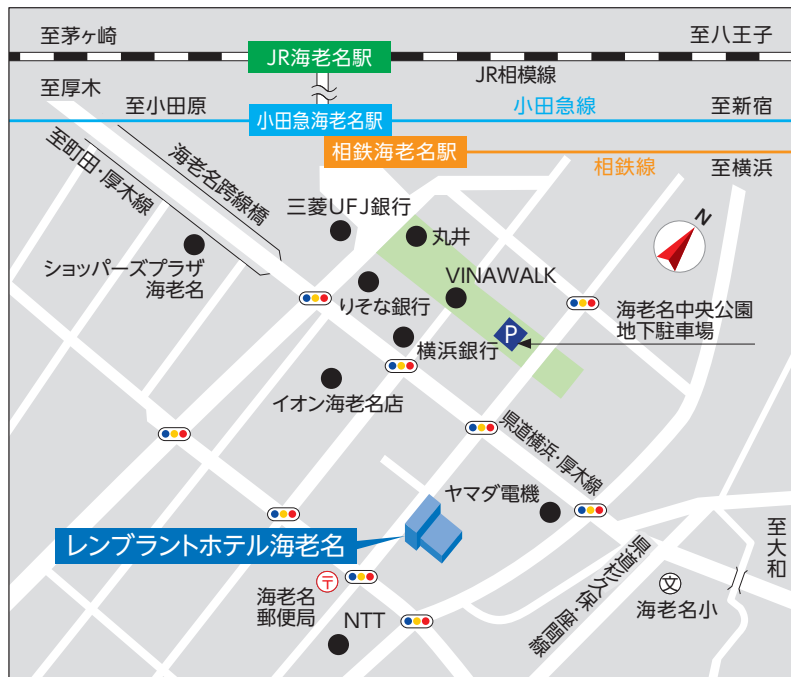 至茅ヶ崎
至八王子
JR海老名駅
JR相模線
至厚木
至小田原
小田急線
至新宿
小田急海老名駅
相鉄海老名駅
相鉄線
至横浜
至町田・厚木線
海老名跨線橋
三菱UFJ銀行
丸井
N
ショッパーズプラザ
海老名
VINAWALK
りそな銀行
海老名中央公園
地下駐車場
P
横浜銀行
イオン海老名店
県道横浜・厚木線
ヤマダ電機
レンブラントホテル海老名
至大和
県道杉久保・座間線
〒
海老名
郵便局
文
海老名小
NTT